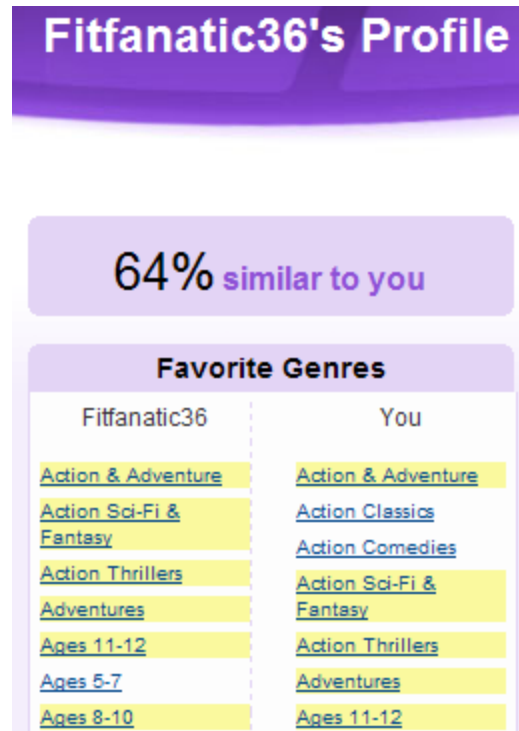 Fitfanatic36's Profile
64% similar to you
Favorite Genres
Fitfanatic36
Action & Adventure
Action Sci-Fi &
Fantasy
Action Thrillers
Adventures
Ages 11-12
Ages 5-7
Ages 8-10
You
Action & Adventure
Action Classics
Action Comedies
Action Sci-Fi &
Fantasy
Action Thrillers
Adventures
Ages 11-12